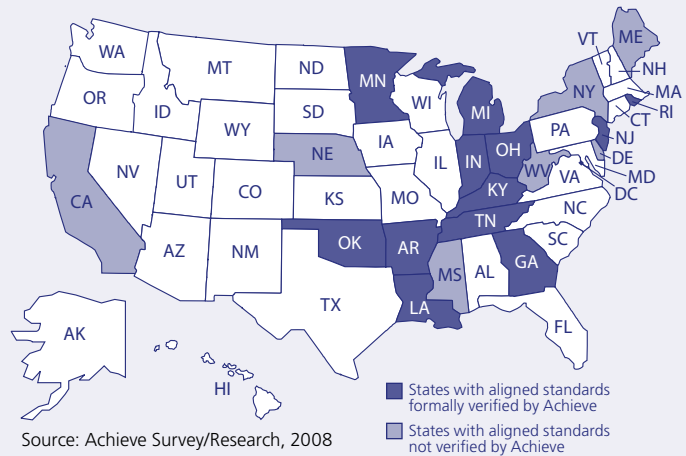 WA
MT
ND
MN
VT
ME
NH
OR
ID
SD
WI
MI
NY
MA
RI
CT
WY
IA
PA
NJ
NE
OH
DE
NV
UT
IL
IN
WV
MD
CA
CO
KS
MO
KY
VA
DC
NC
TN
AZ
NM
OK
AR
SC
MS
AL
GA
TX
LA
FL
AK
HI
States with aligned standards
formally verified by Achieve
States with aligned standards
not verified by Achieve
Source: Achieve Survey/Research, 2008